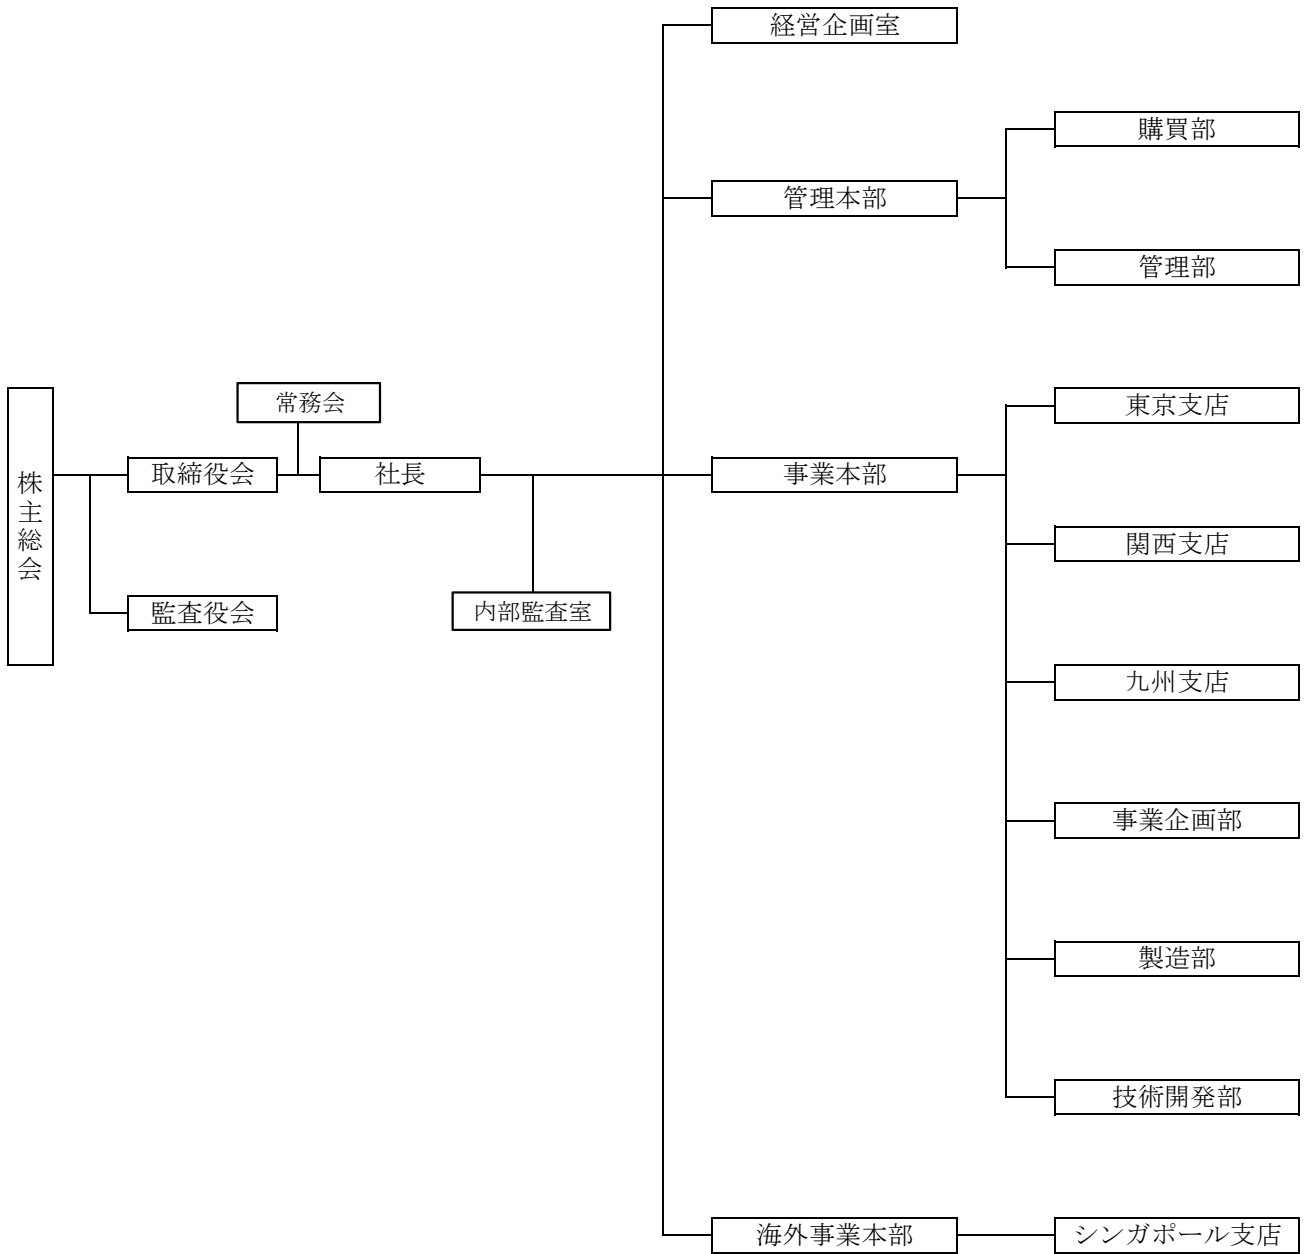 経営企画室
購買部
管理本部
管理部
常務会
東京支店
株主総会
取締役会
社長
事業本部
関西支店
監査役会
内部監査室
九州支店
事業企画部
製造部
技術開発部
海外事業本部
シンガポール支店